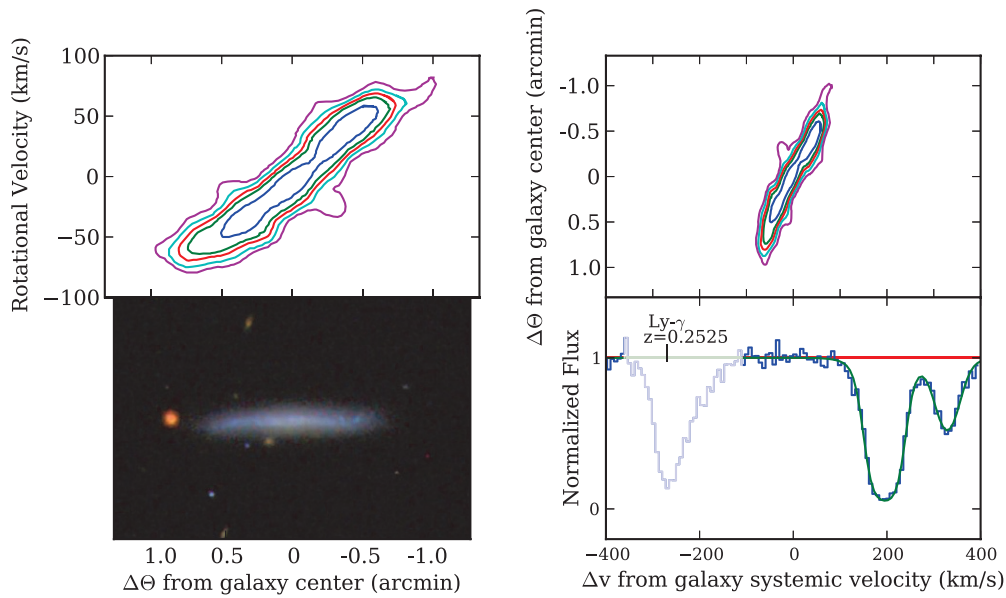 Rotational Velocity (km/s)
100
50
0
−50
−100
1.0 0.5 0 -0.5 -1.0
ΔΘ from galaxy center (arcmin)
ΔΘ from galaxy center (arcmin)
-1.0
-0.5
0
0.5
1.0
Normalized Flux
1
0
Ly-γ
z=0.2525
−400 −200 0 200 400
Δv from galaxy systemic velocity (km/s)